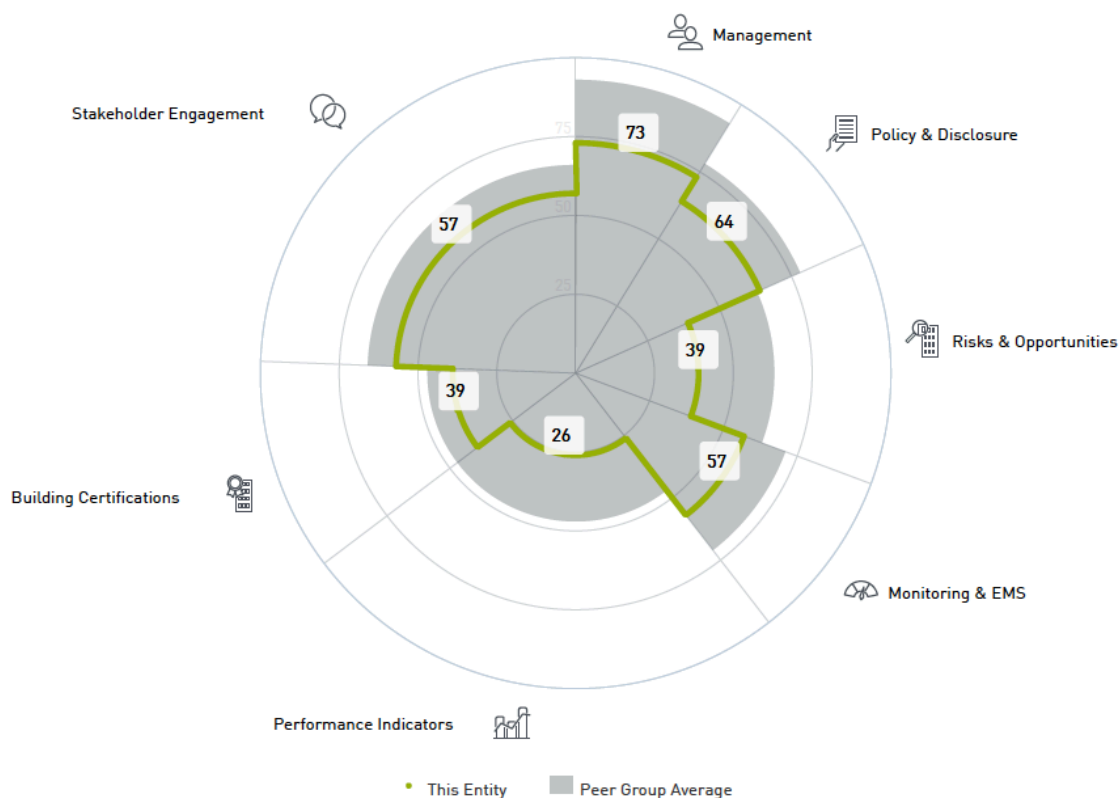 Management
Stakeholder Engagement
Policy & Disclosure
75
73
64
57
50
25
39
Risks & Opportunities
39
26
57
Building Certifications
Monitoring & EMS
Performance Indicators
This Entity
Peer Group Average